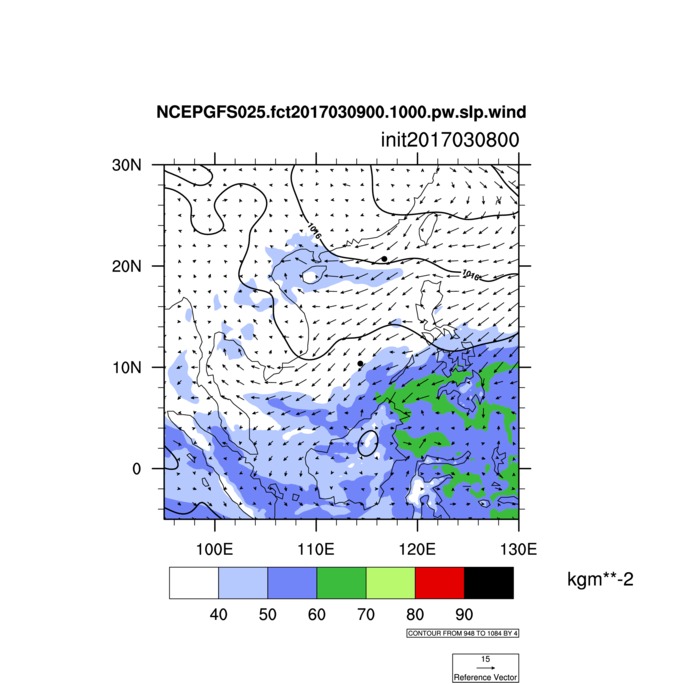 NCEPGFS025.fct2017030900.1000.pw.slp.wind
init2017030800
30N
20N
10N
0
1016
1016
100E 110E 120E 130E
kgm**-2
40 50 60 70 80 90
CONTOUR FROM 948 TO 1084 BY 4
15
Reference Vector